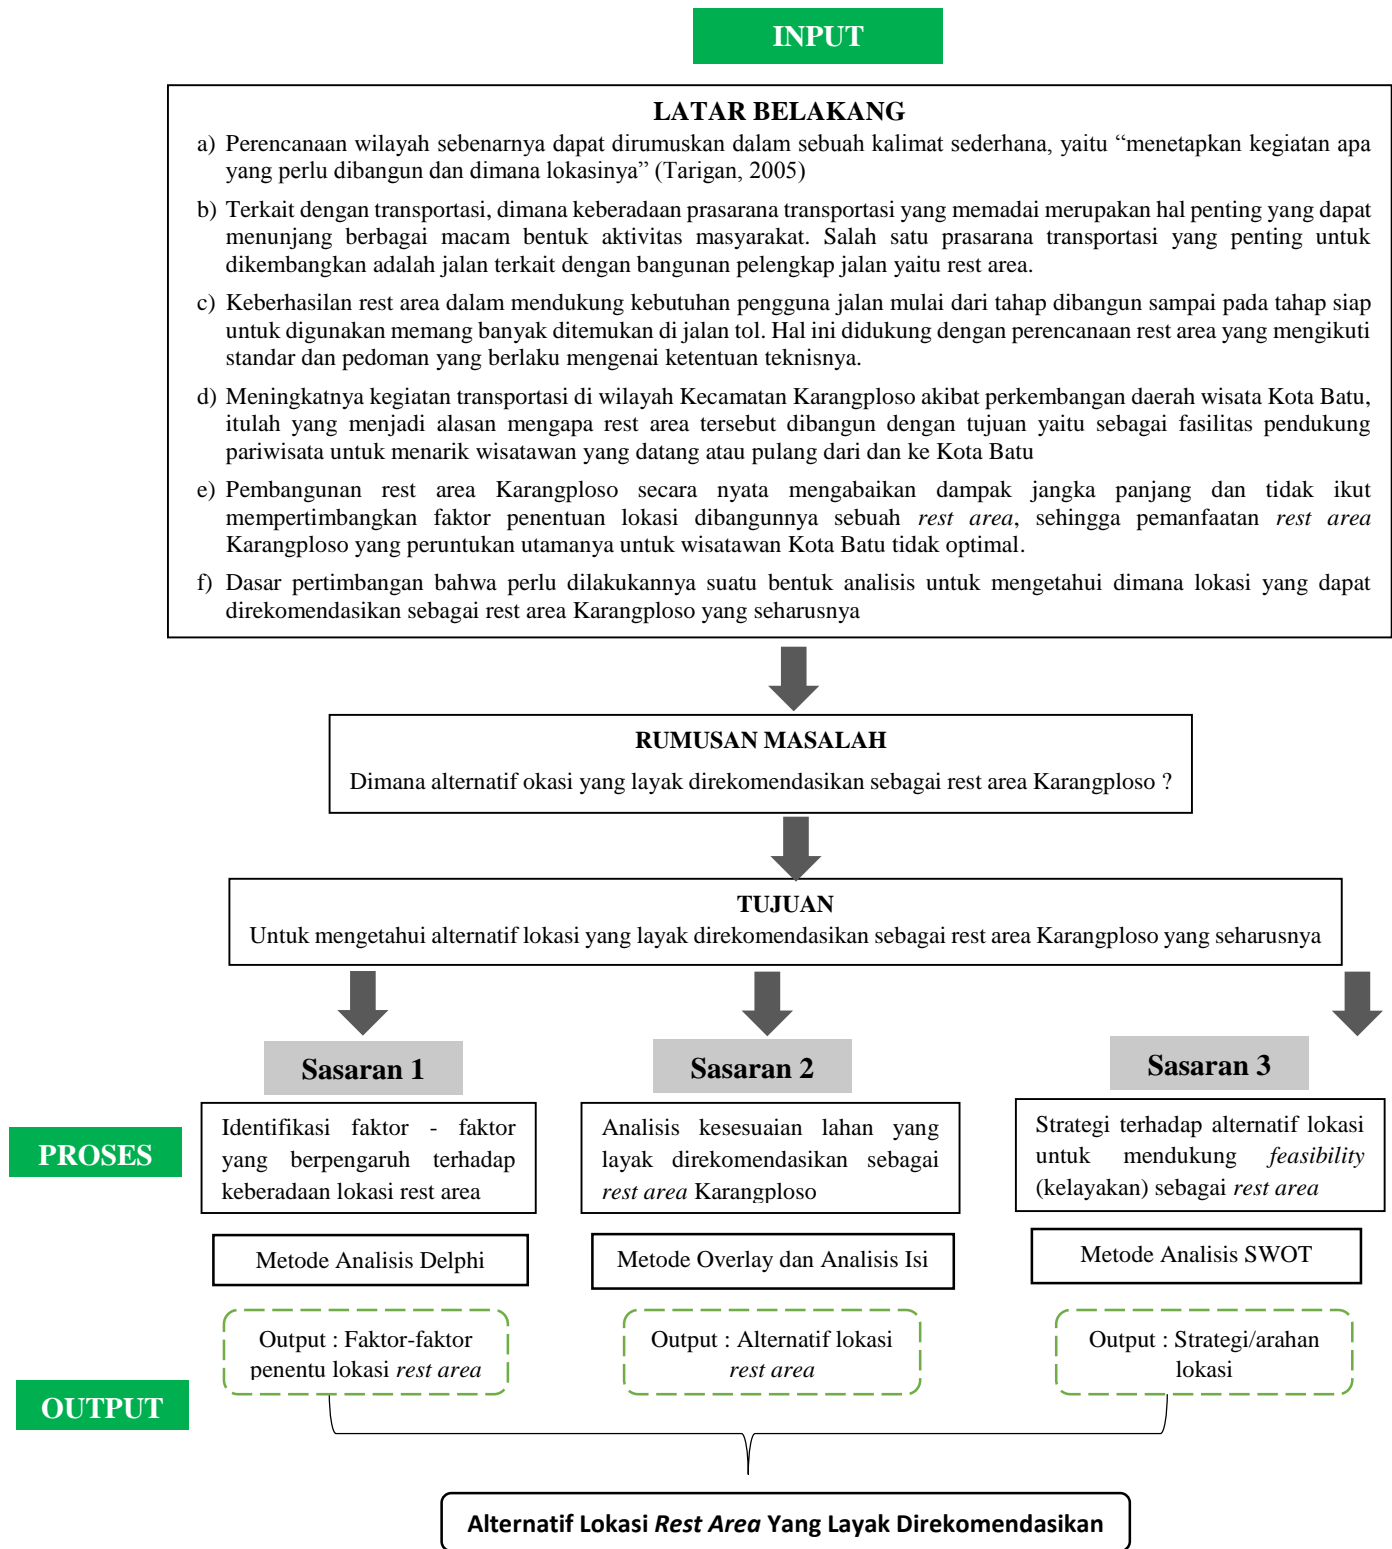 INPUT
LATAR BELAKANG
a) Perencanaan wilayah sebenarnya dapat dirumuskan dalam sebuah kalimat sederhana, yaitu “menetapkan kegiatan apa
yang perlu dibangun dan dimana lokasinya” (Tarigan, 2005)
b) Terkait dengan transportasi, dimana keberadaan prasarana transportasi yang memadai merupakan hal penting yang dapat
menunjang berbagai macam bentuk aktivitas masyarakat. Salah satu prasarana transportasi yang penting untuk
dikembangkan adalah jalan terkait dengan bangunan pelengkap jalan yaitu rest area.
c) Keberhasilan rest area dalam mendukung kebutuhan pengguna jalan mulai dari tahap dibangun sampai pada tahap siap
untuk digunakan memang banyak ditemukan di jalan tol. Hal ini didukung dengan perencanaan rest area yang mengikuti
standar dan pedoman yang berlaku mengenai ketentuan teknisnya.
d) Meningkatnya kegiatan transportasi di wilayah Kecamatan Karangploso akibat perkembangan daerah wisata Kota Batu,
itulah yang menjadi alasan mengapa rest area tersebut dibangun dengan tujuan yaitu sebagai fasilitas pendukung
pariwisata untuk menarik wisatawan yang datang atau pulang dari dan ke Kota Batu
e) Pembangunan rest area Karangploso secara nyata mengabaikan dampak jangka panjang dan tidak ikut
mempertimbangkan faktor penentuan lokasi dibangunnya sebuah rest area, sehingga pemanfaatan rest area
Karangploso yang peruntukan utamanya untuk wisatawan Kota Batu tidak optimal.
f) Dasar pertimbangan bahwa perlu dilakukannya suatu bentuk analisis untuk mengetahui dimana lokasi yang dapat
direkomendasikan sebagai rest area Karangploso yang seharusnya
RUMUSAN MASALAH
Dimana alternatif okasi yang layak direkomendasikan sebagai rest area Karangploso ?
TUJUAN
Untuk mengetahui alternatif lokasi yang layak direkomendasikan sebagai rest area Karangploso yang seharusnya
Sasaran 1
Sasaran 2
Sasaran 3
PROSES
Identifikasi faktor - faktor
yang berpengaruh terhadap
keberadaan lokasi rest area
Analisis kesesuaian lahan yang
layak direkomendasikan sebagai
rest area Karangploso
Strategi terhadap alternatif lokasi
untuk mendukung feasibility
(kelayakan) sebagai rest area
Metode Analisis Delphi
Metode Overlay dan Analisis Isi
Metode Analisis SWOT
Output : Faktor-faktor
penentu lokasi rest area
Output : Alternatif lokasi
rest area
Output : Strategi/arahan
lokasi
OUTPUT
Alternatif Lokasi Rest Area Yang Layak Direkomendasikan